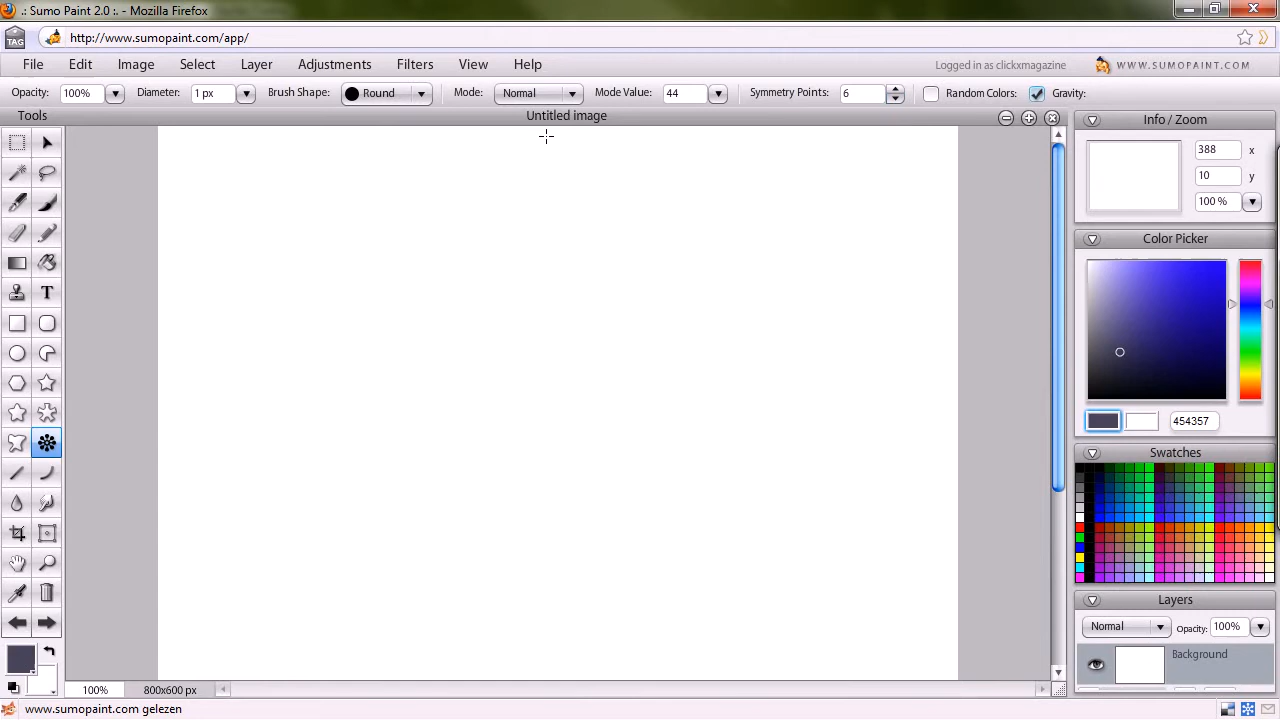 .: Sumo Paint 2.0 :. - Mozilla Firefox
TAG http://www.sumopaint.com/app/
File Edit Image Select Layer Adjustments Filters View Help Logged in as clickxmagazine WWW.SUMOPAINT.COM
Opacity: 100% Diameter: 1 px Brush Shape: Round Mode: Normal Mode Value: 44 Symmetry Points: 6 Random Colors: Gravity:
Tools Untitled image Info / Zoom
388 x
10 y
100 %
Color Picker
454357
Swatches
T
Layers
Normal Opacity: 100%
Background
100% 800x600 px
www.sumopaint.com gelezen